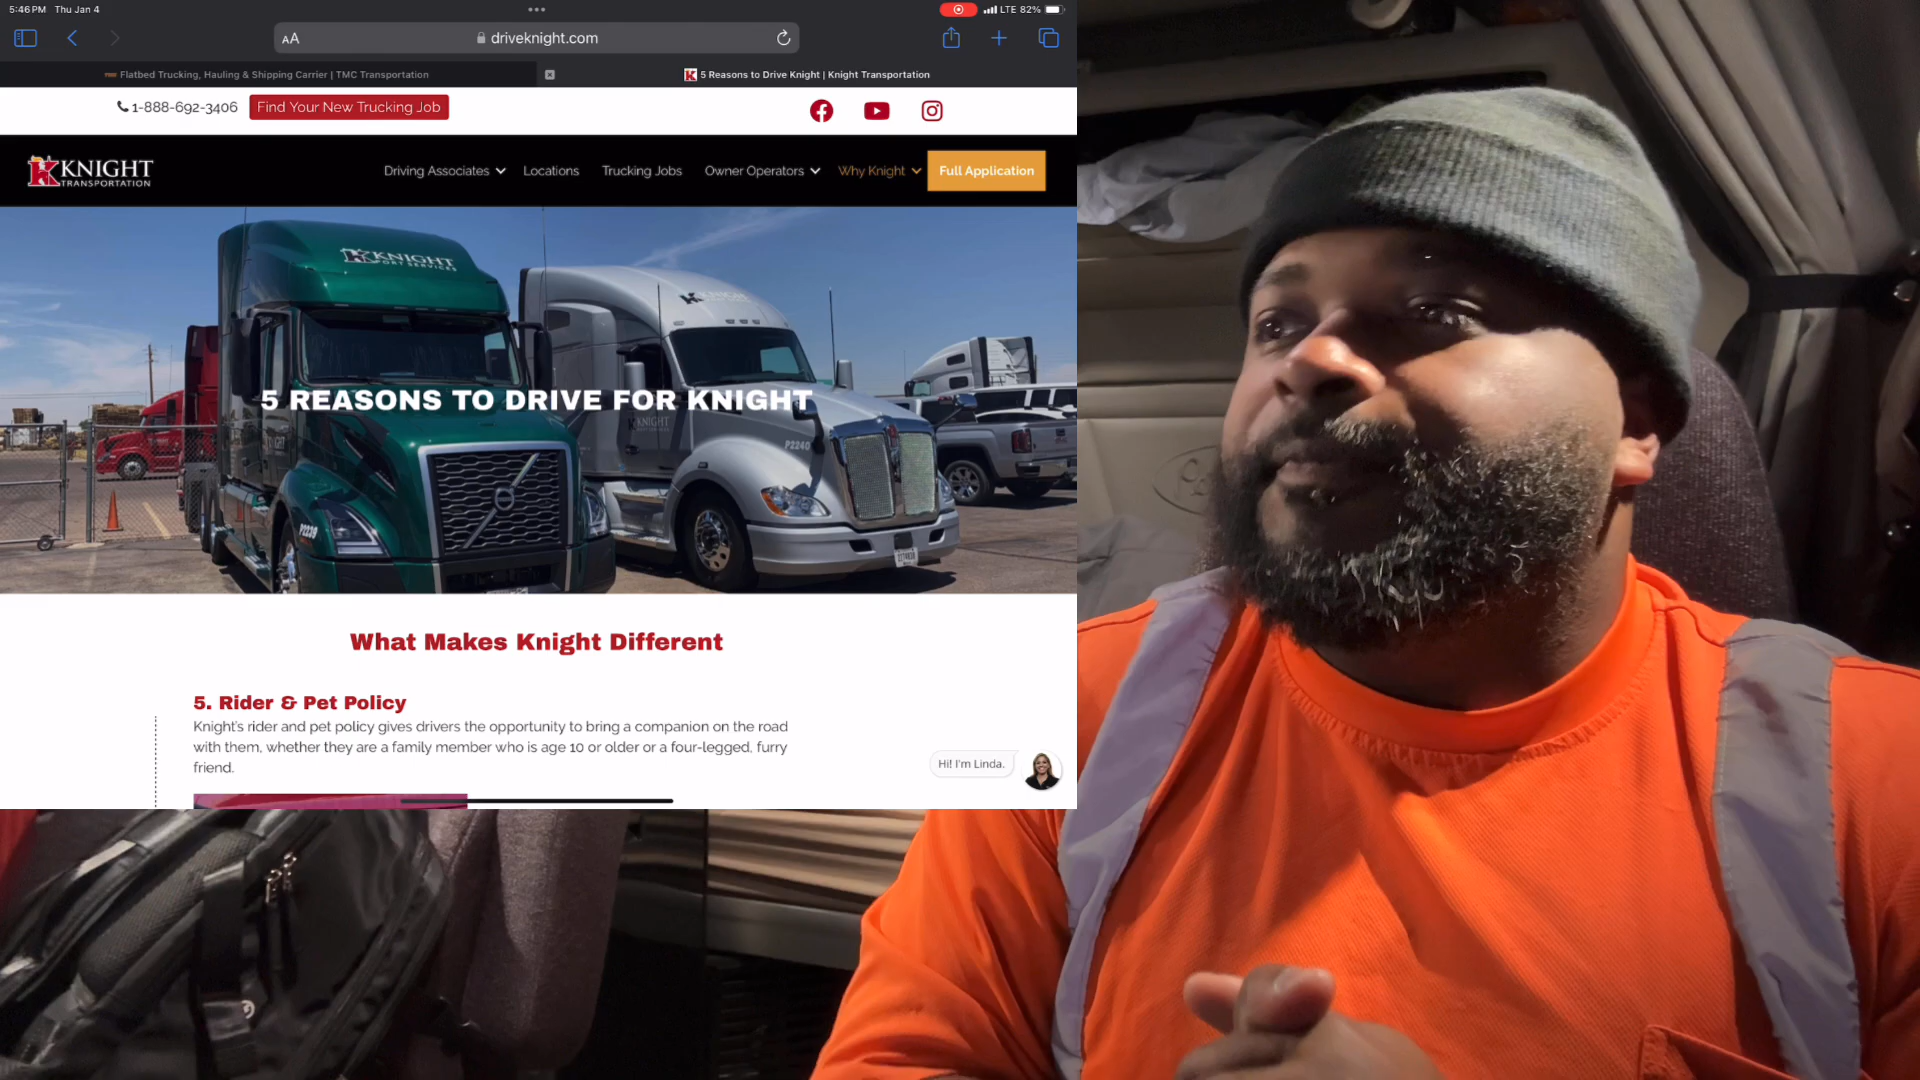 5:46 PM Thu Jan 4
LTE 82%
AA
driveknight.com
Flatbed Trucking, Hauling & Shipping Carrier | TMC Transportation
5 Reasons to Drive Knight | Knight Transportation
1-888-692-3406
Find Your New Trucking Job
KNIGHT
TRANSPORTATION
Driving Associates
Locations
Trucking Jobs
Owner Operators
Why Knight
Full Application
KNIGHT
PORT SERVICES
KNIGHT
5 REASONS TO DRIVE FOR KNIGHT
KNIGHT
P2240
P2239
What Makes Knight Different
5. Rider & Pet Policy
Knight's rider and pet policy gives drivers the opportunity to bring a companion on the road
with them, whether they are a family member who is age 10 or older or a four-legged, furry
friend.
Hi! I'm Linda.